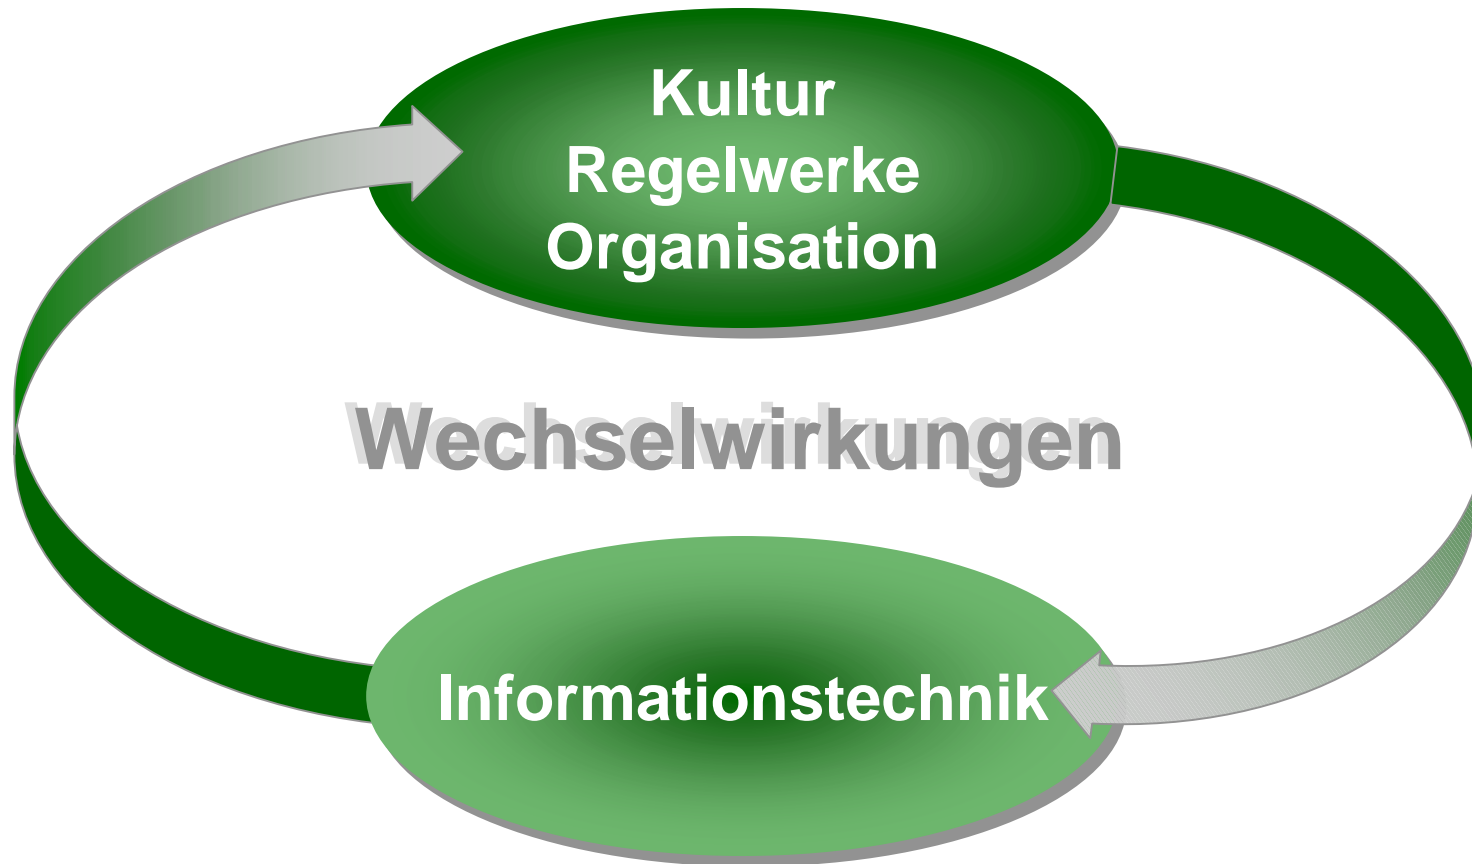 Kultur
Regelwerke
Organisation
Wechselwirkungen
Informationstechnik